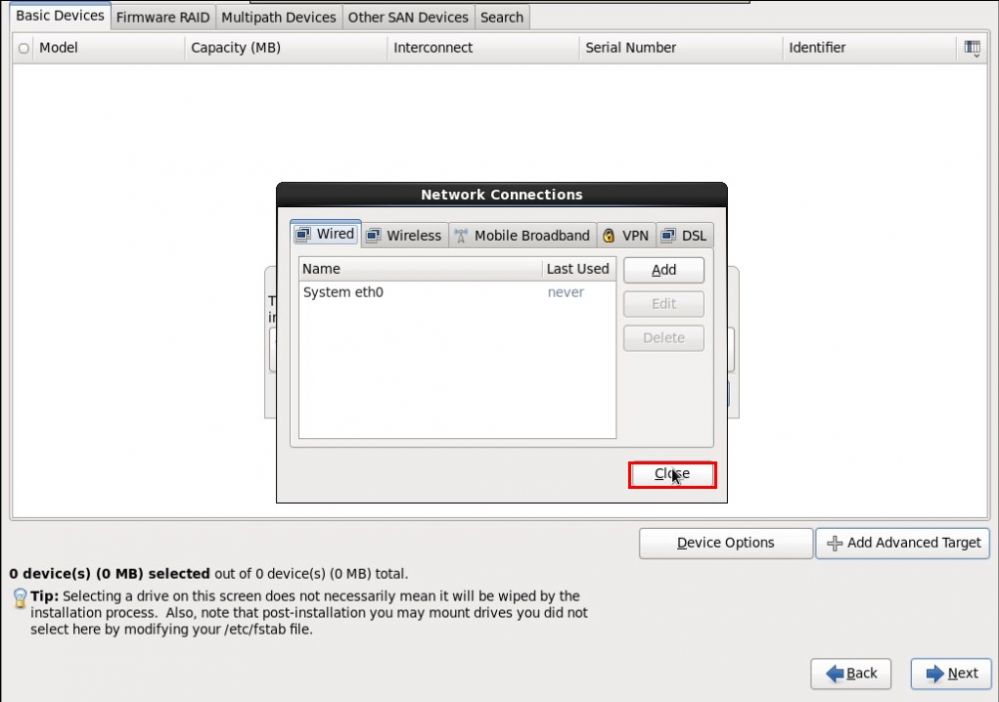 Basic Devices Firmware RAID Multipath Devices Other SAN Devices Search
Model Capacity (MB) Interconnect Serial Number Identifier
Network Connections
Wired Wireless Mobile Broadband VPN DSL
Name Last Used
System eth0 never
Add
Edit
Delete
Close
Device Options Add Advanced Target
0 device(s) (0 MB) selected out of 0 device(s) (0 MB) total.
Tip: Selecting a drive on this screen does not necessarily mean it will be wiped by the
installation process. Also, note that post-installation you may mount drives you did not
select here by modifying your /etc/fstab file.
Back Next